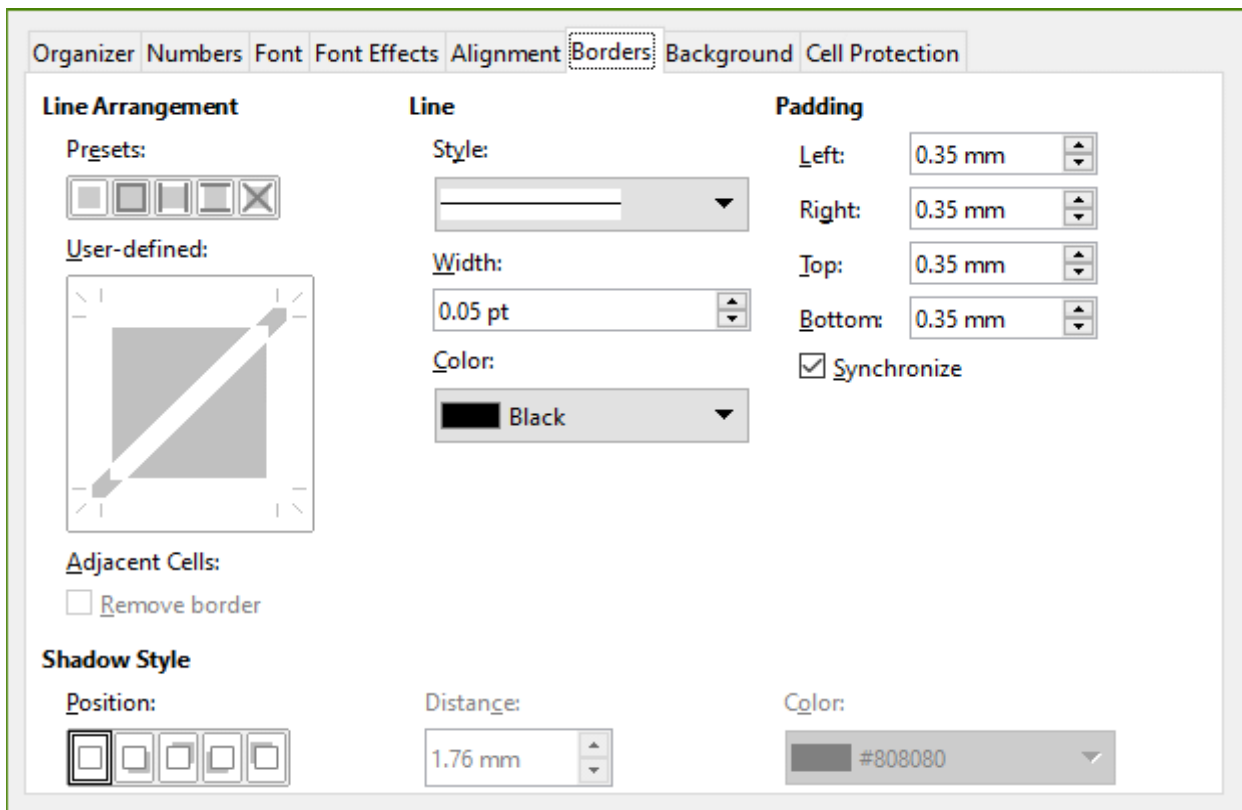 Organizer Numbers Font Font Effects Alignment Borders Background Cell Protection
Line Arrangement
Presets:
User-defined:
Adjacent Cells:
Remove border
Line
Style:
Width:
0.05 pt
Color:
Black
Padding
Left: 0.35 mm
Right: 0.35 mm
Top: 0.35 mm
Bottom: 0.35 mm
Synchronize
Shadow Style
Position:
Distance:
1.76 mm
Color:
#808080